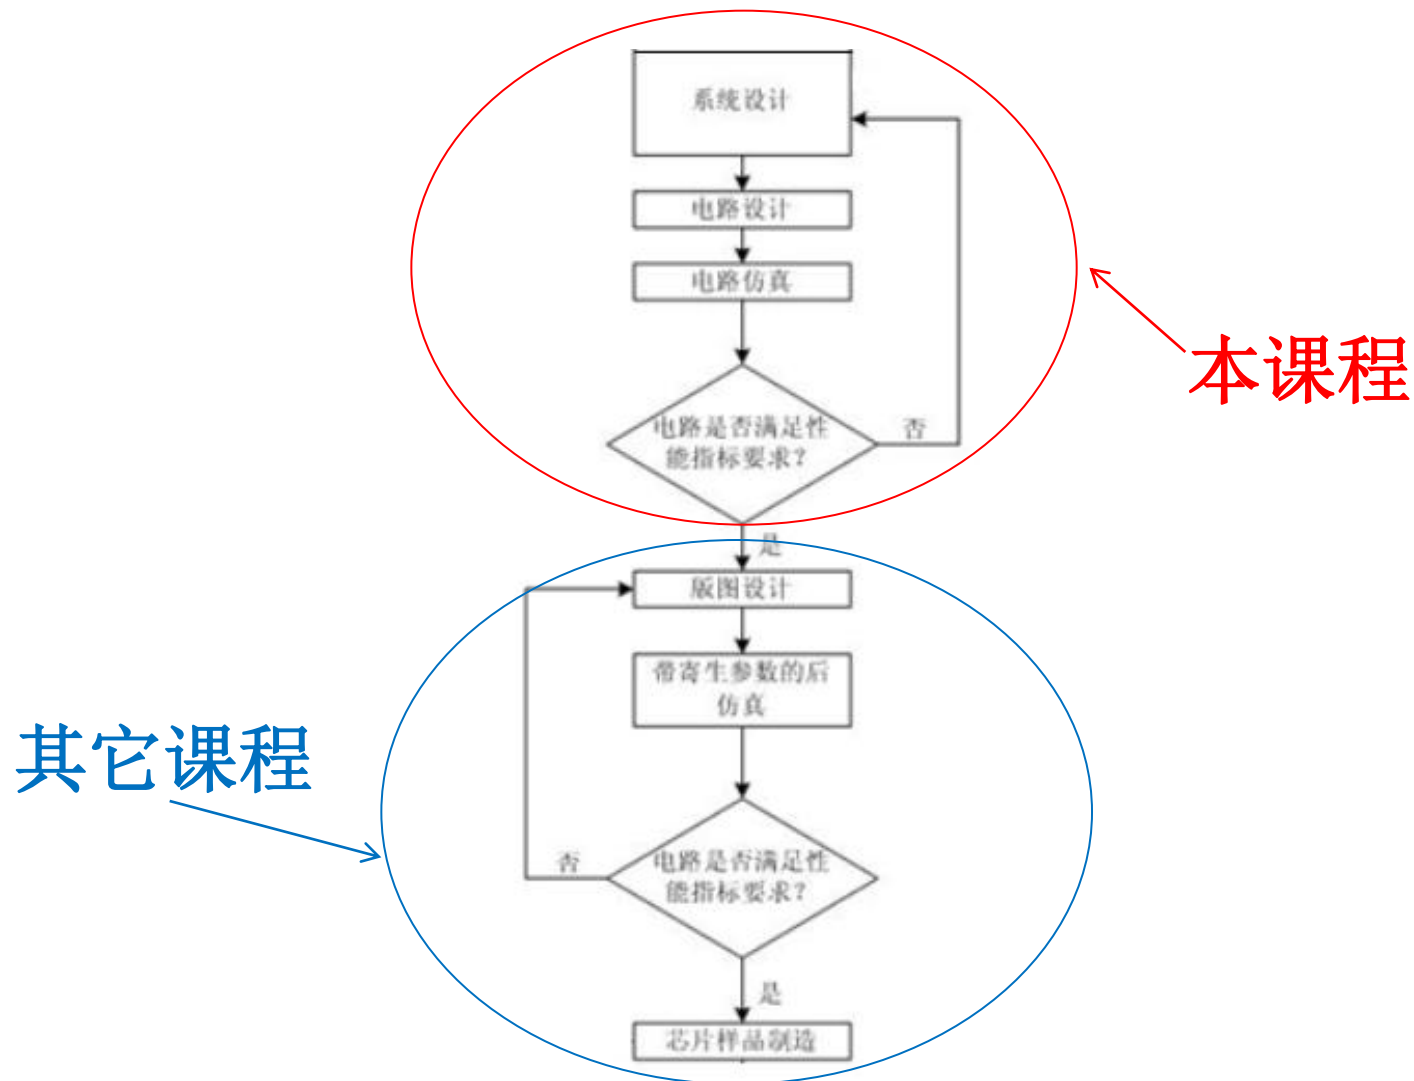 系统设计
电路设计
电路仿真
本课程
电路是否满足性
能指标要求？
否
是
版图设计
带寄生参数的后
仿真
其它课程
电路是否满足性
能指标要求？
否
是
芯片样品制造